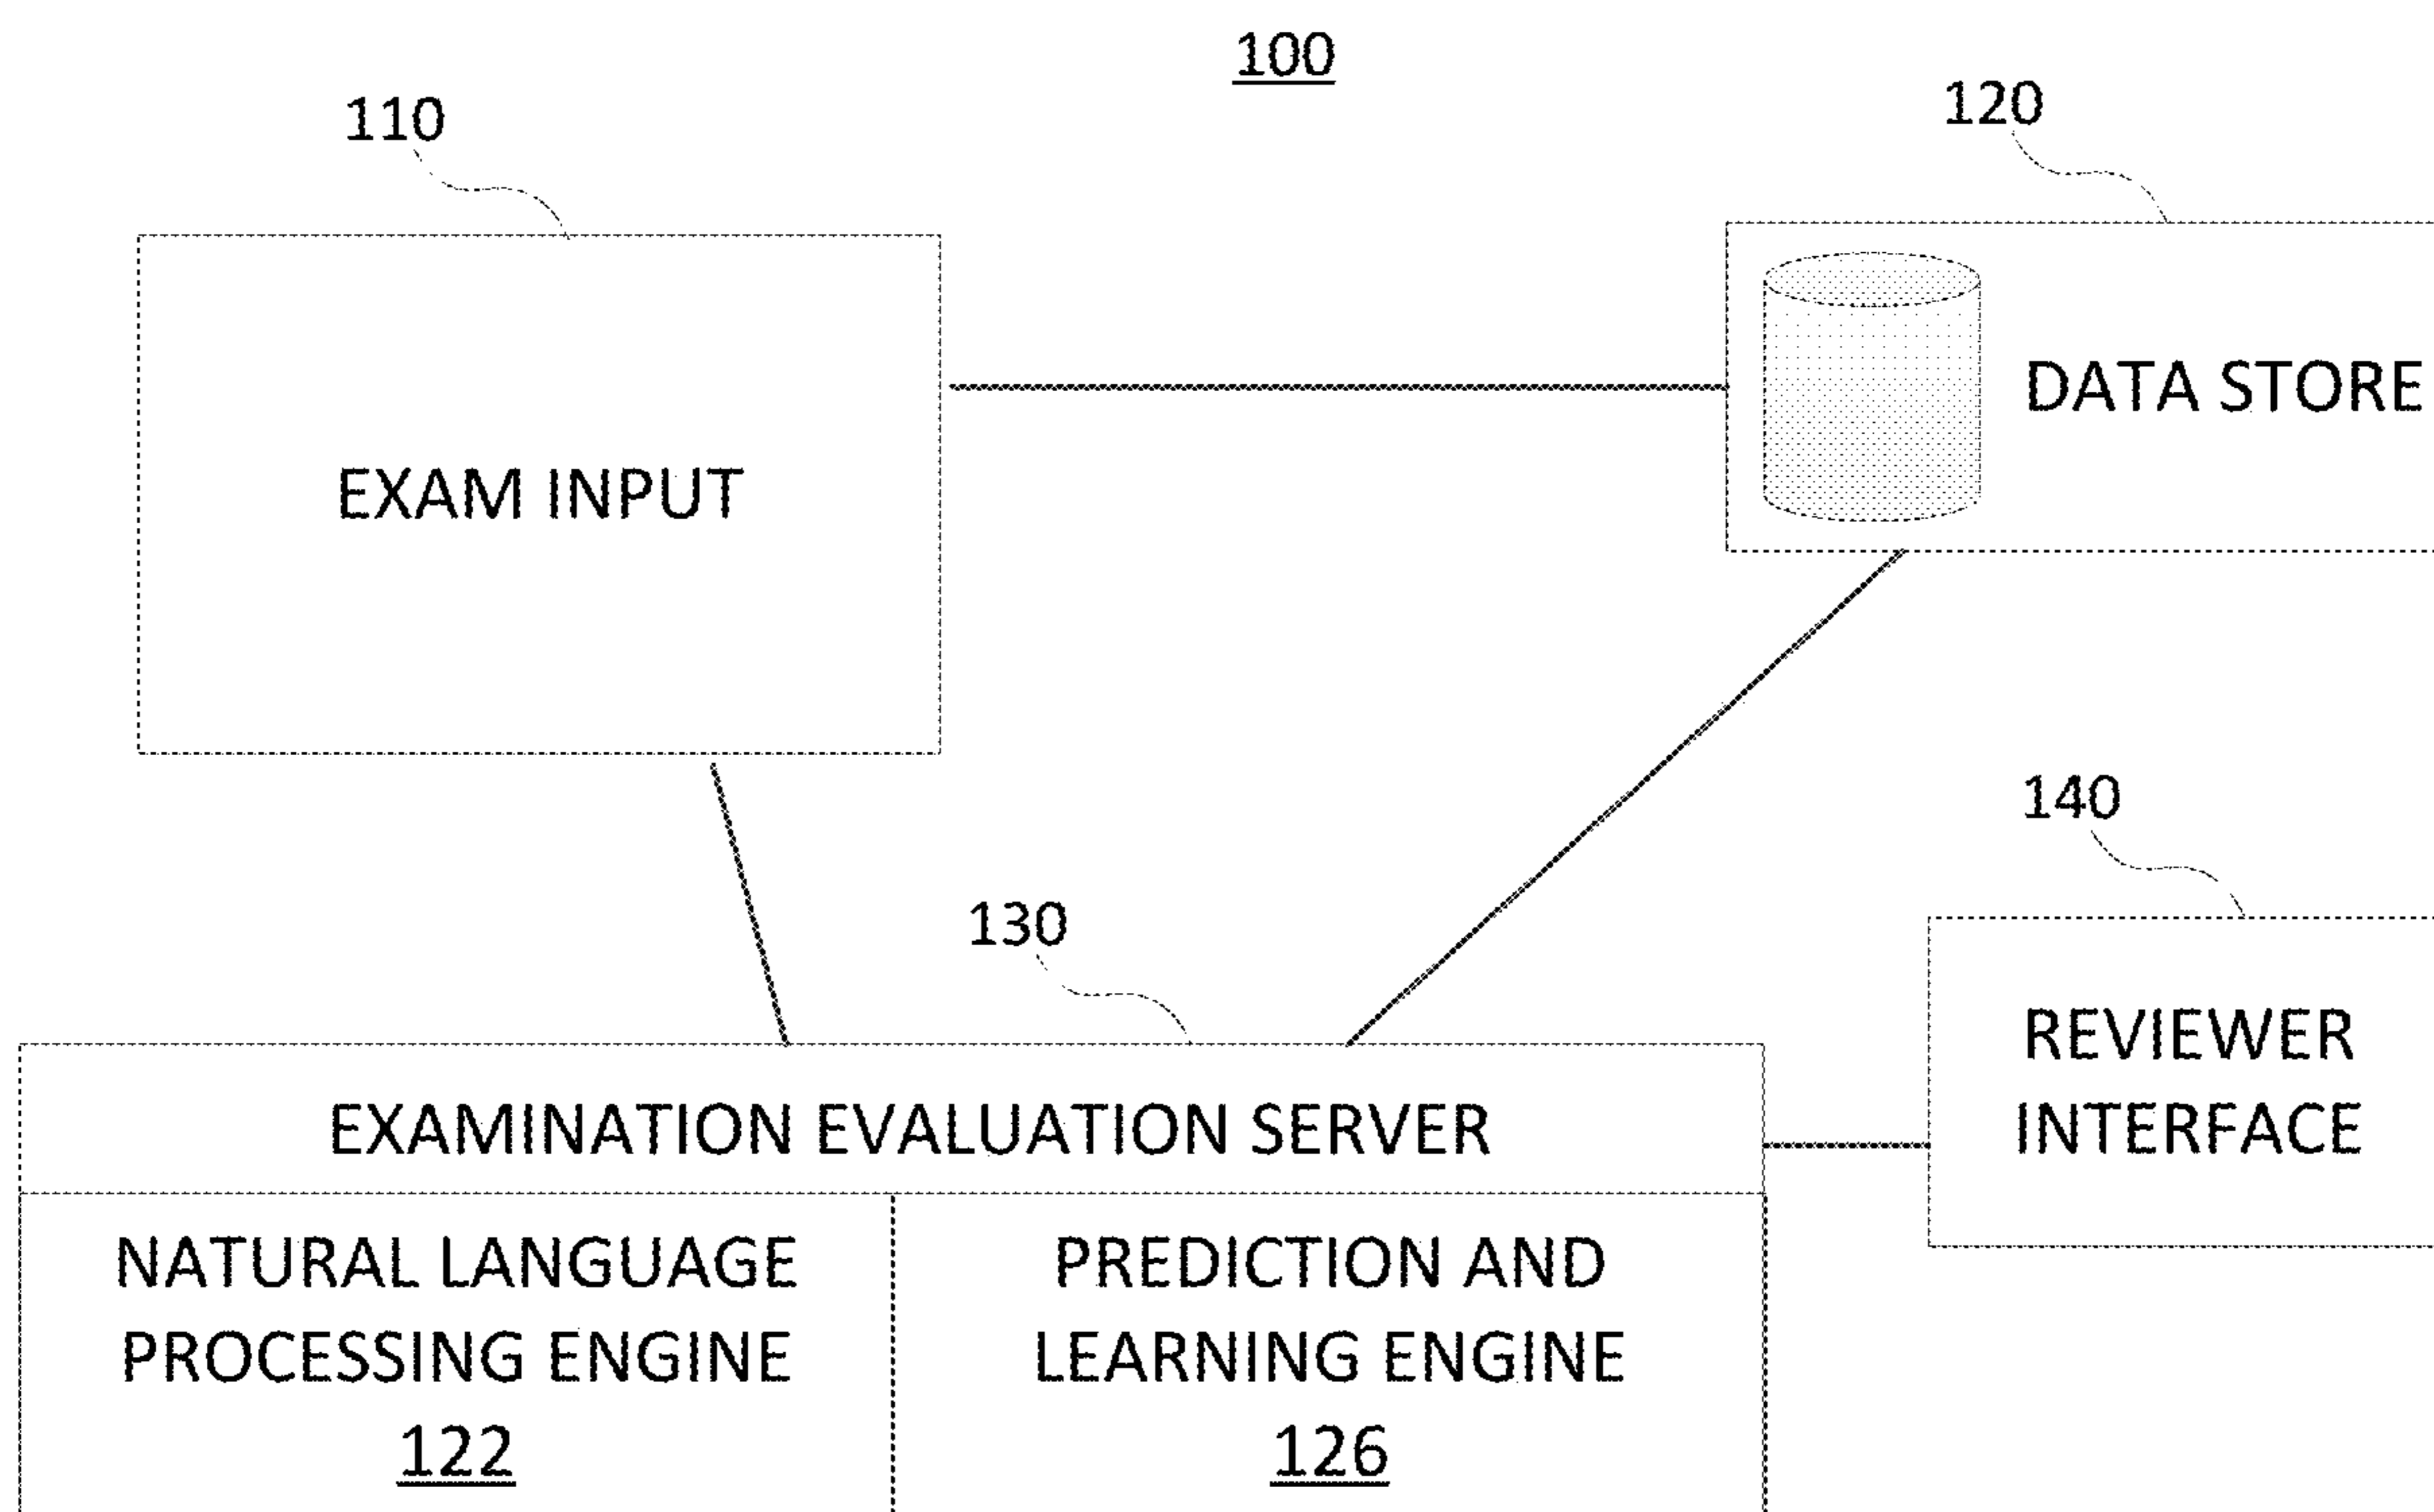 100
110
120
EXAM INPUT
DATA STORE
140
130
REVIEWER
INTERFACE
EXAMINATION EVALUATION SERVER
NATURAL LANGUAGE
PROCESSING ENGINE
122
PREDICTION AND
LEARNING ENGINE
126